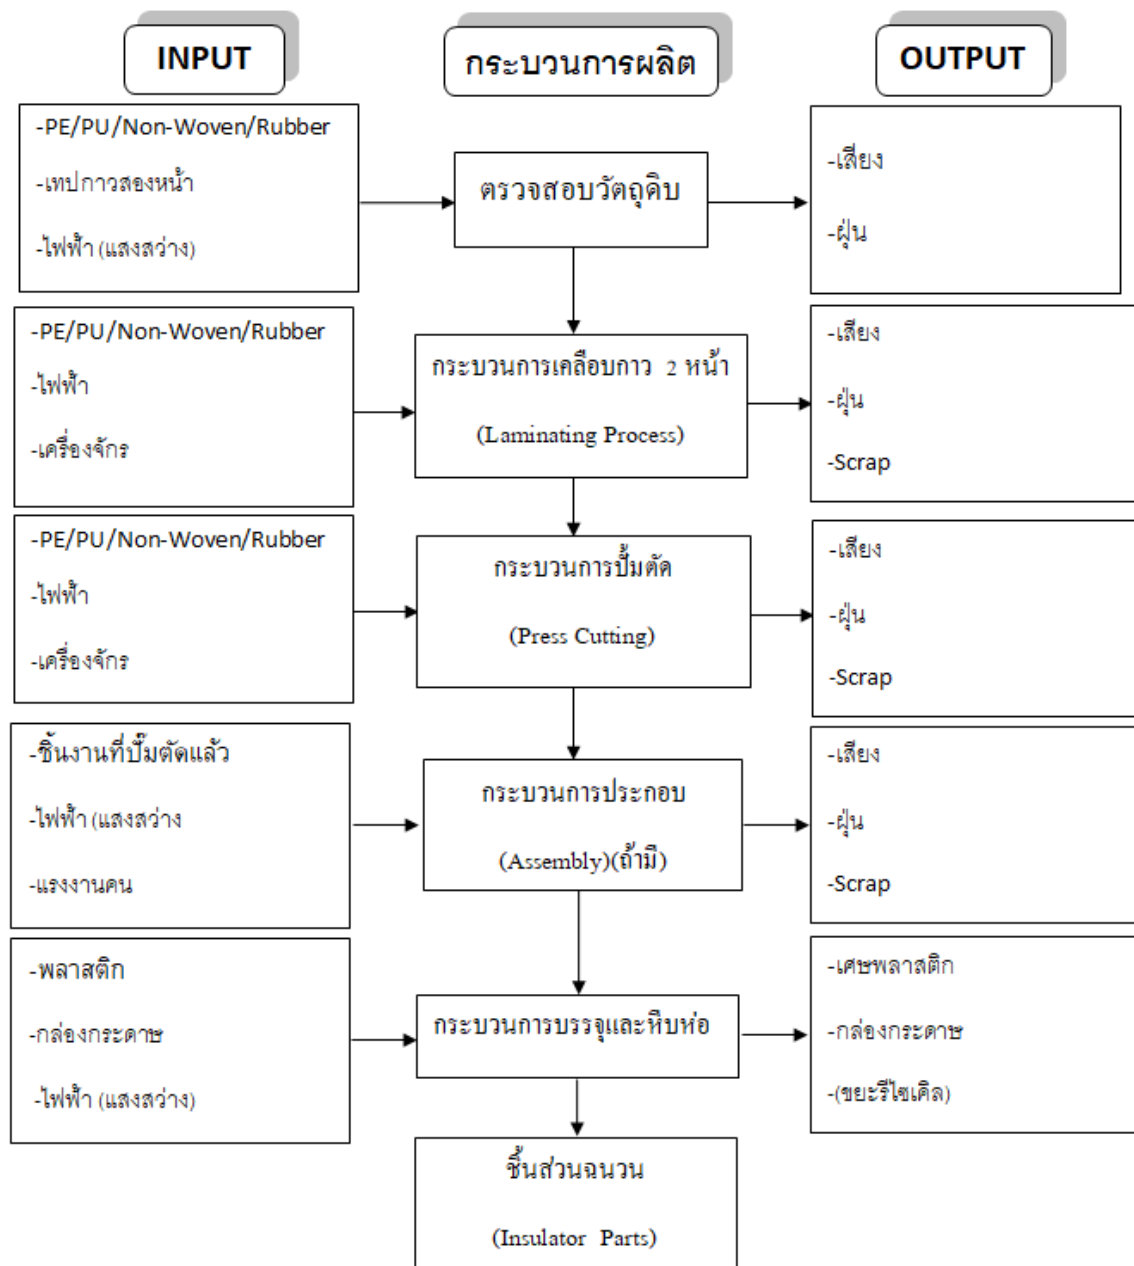 INPUT
กระบวนการผลิต
OUTPUT
-PE/PU/Non-Woven/Rubber
-เทปกาวสองหน้า
-ไฟฟ้า (แสงสว่าง)
ตรวจสอบวัตถุดิบ
-เสียง
-ฝุ่น
-PE/PU/Non-Woven/Rubber
-ไฟฟ้า
-เครื่องจักร
กระบวนการเคลือบกาว 2 หน้า
(Laminating Process)
-เสียง
-ฝุ่น
-Scrap
-PE/PU/Non-Woven/Rubber
-ไฟฟ้า
-เครื่องจักร
กระบวนการปั้มตัด
(Press Cutting)
-เสียง
-ฝุ่น
-Scrap
-ชิ้นงานที่ปั๊มตัดแล้ว
-ไฟฟ้า (แสงสว่าง
-แรงงานคน
กระบวนการประกอบ
(Assembly)(ถ้ามี)
-เสียง
-ฝุ่น
-Scrap
-พลาสติก
-กล่องกระดาษ
-ไฟฟ้า (แสงสว่าง)
กระบวนการบรรจุและหีบห่อ
-เศษพลาสติก
-กล่องกระดาษ
-(ขยะรีไซเคิล)
ชิ้นส่วนฉนวน
(Insulator Parts)